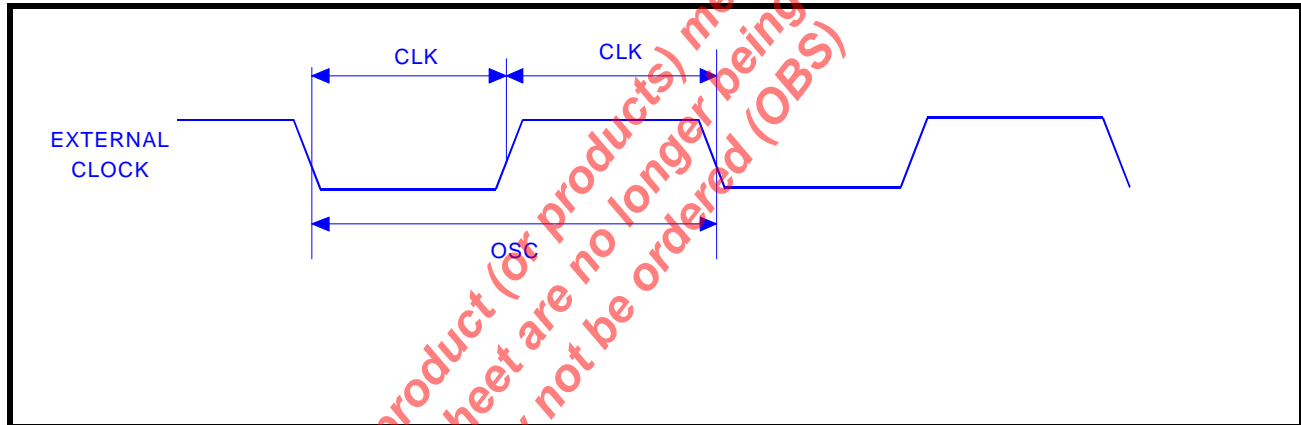 CLK
CLK
EXTERNAL
CLOCK
OSC
product (or products) me
heet are no longer being
not be ordered (OBS)